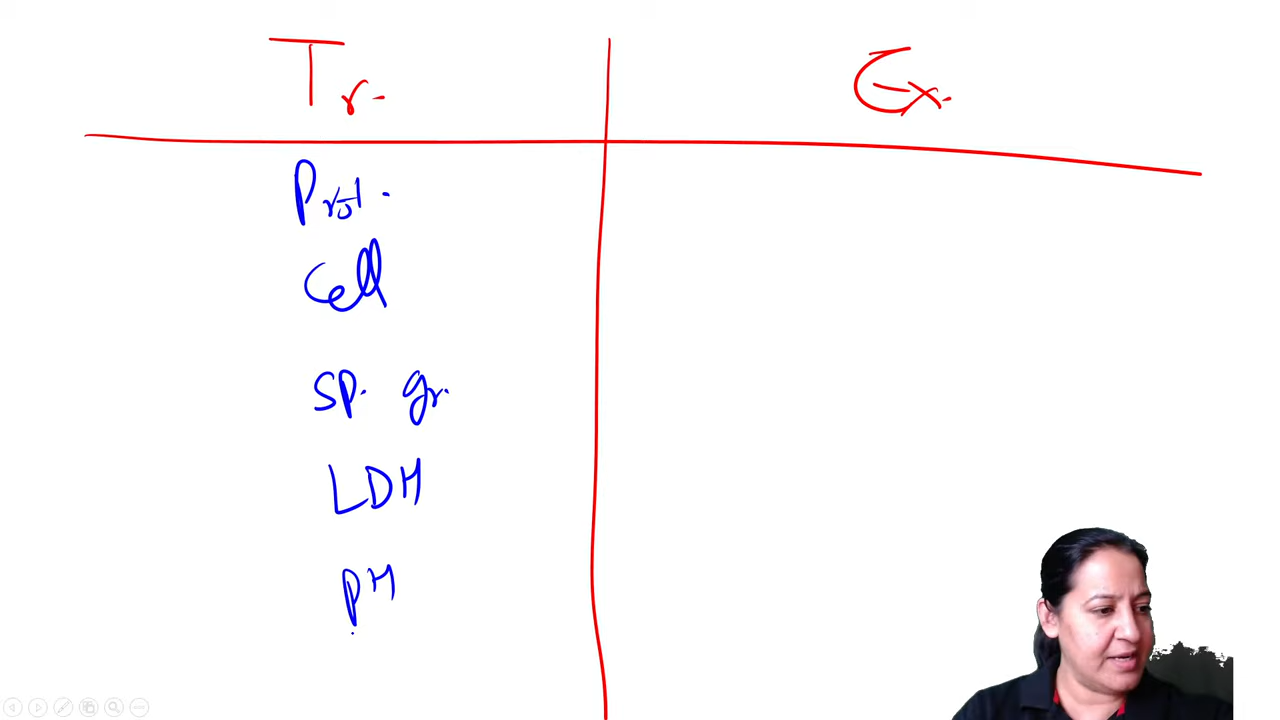 Tr. Ex.
Prot.
Cell
SP. gr.
LDH
PH